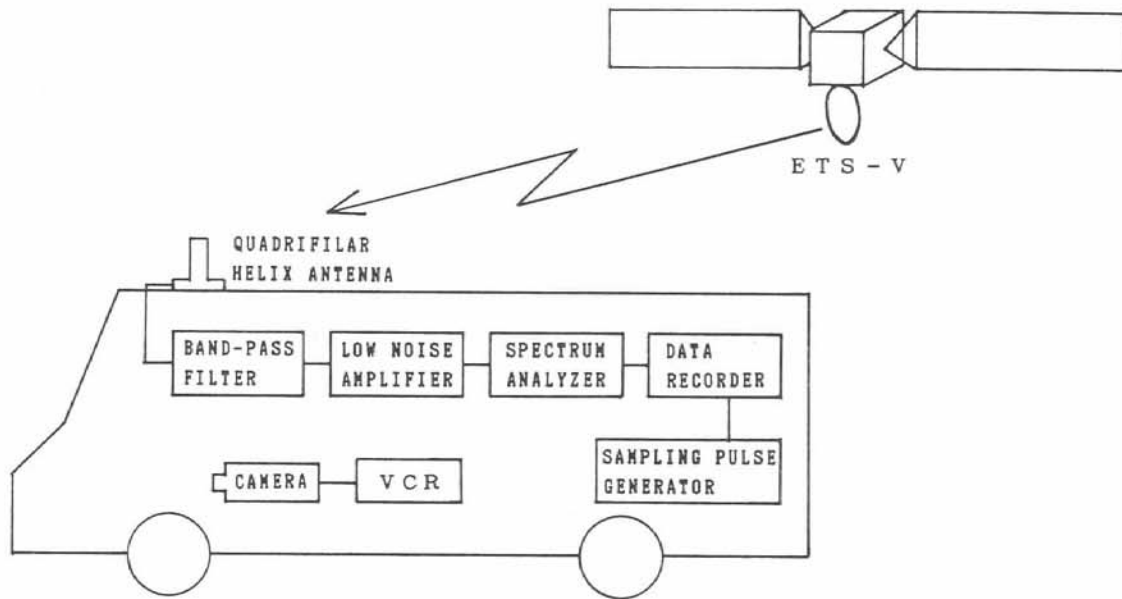 ETS-V
QUADRIFILAR
HELIX ANTENNA
BAND-PASS
FILTER
LOW NOISE
AMPLIFIER
SPECTRUM
ANALYZER
DATA
RECORDER
SAMPLING PULSE
GENERATOR
CAMERA
VCR